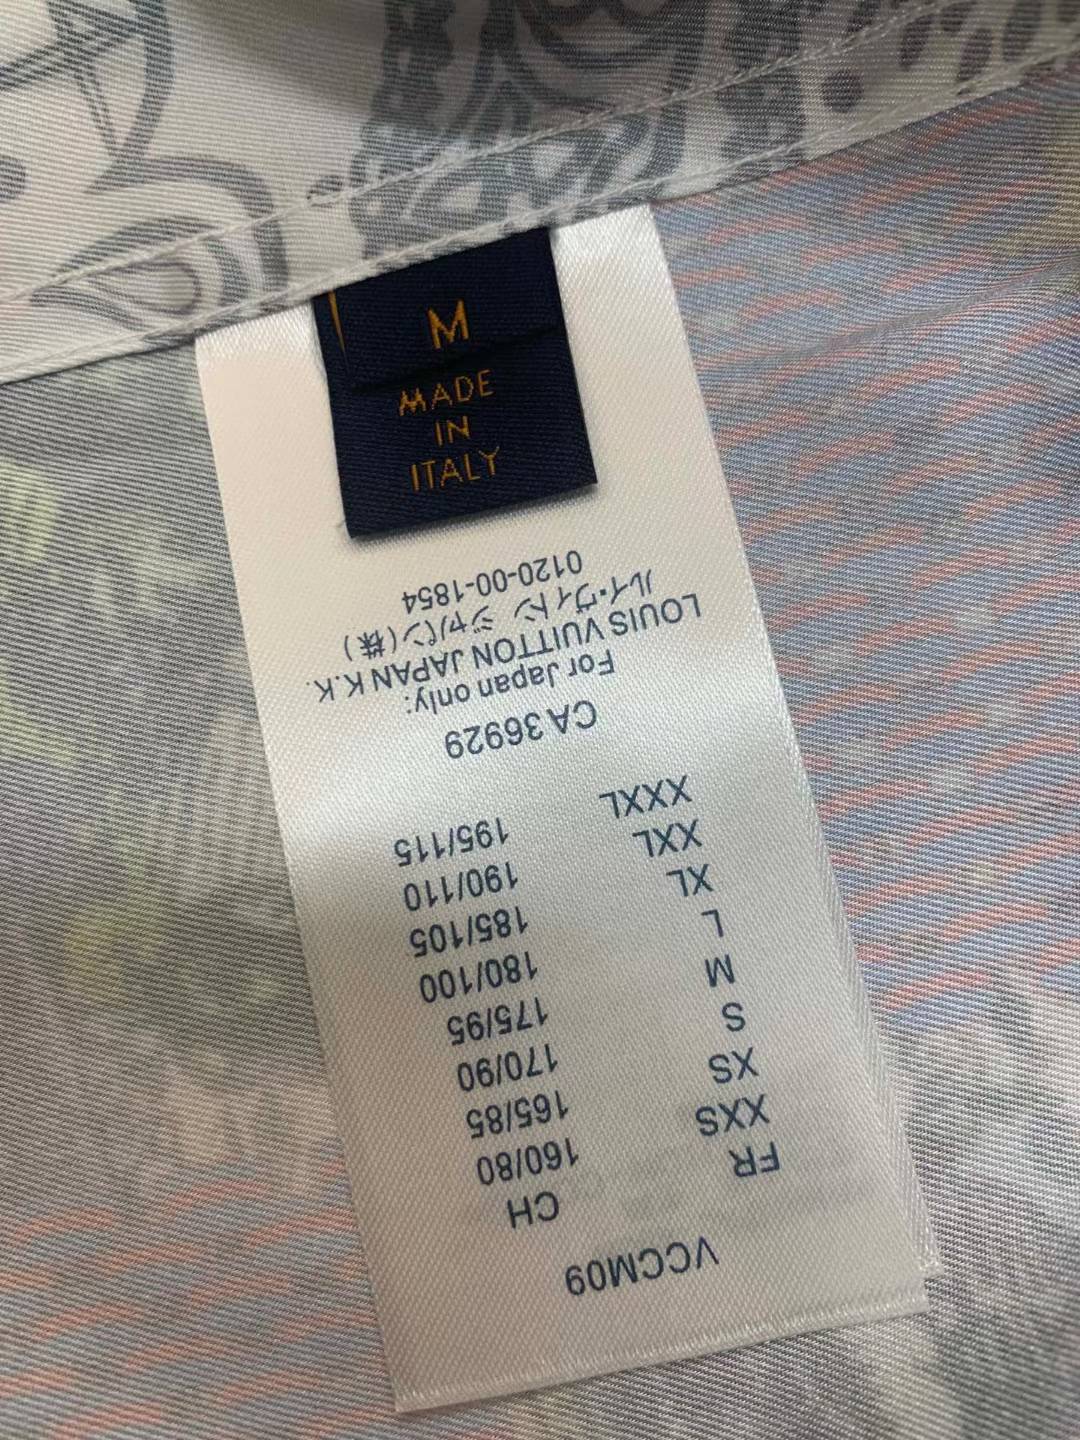 M
MADE
IN
ITALY
VCCM09
FR CH
XXS 160/80
XS 165/85
S 170/90
M 175/95
L 180/100
XL 185/105
XXL 190/110
XXXL 195/115
CA 36929
For Japan only:
LOUIS VUITTON JAPAN K.K.
ルイ・ヴィトン ジャパン(株)
0120-00-1854